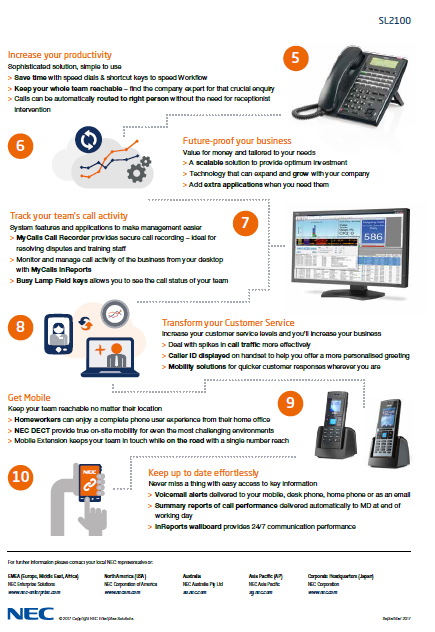 SL2100
Increase your productivity
Sophisticated solution, simple to use
> Save time with speed dials & shortcut keys to speed Workflow
> Keep your whole team reachable – find the company expert for that crucial enquiry
> Calls can be automatically routed to right person without the need for receptionist
intervention
5
6
Future-proof your business
Value for money and tailored to your needs
> A scalable solution to provide optimum investment
> Technology that can expand and grow with your company
> Add extra applications when you need them
Track your team's call activity
System features and applications to make management easier
> MyCalls Call Recorder provides secure call recording – ideal for
resolving disputes and training staff
> Monitor and manage call activity of the business from your desktop
with MyCalls InReports
> Busy Lamp Field keys allows you to see the call status of your team
7
586
8
Transform your Customer Service
Increase your customer service levels and you'll increase your business
> Deal with spikes in call traffic more effectively
> Caller ID displayed on handset to help you offer a more personalised greeting
> Mobility solutions for quicker customer responses wherever you are
Get Mobile
Keep your team reachable no matter their location
> Homeworkers can enjoy a complete phone user experience from their home office
> NEC DECT provide true on-site mobility for even the most challenging environments
> Mobile Extension keeps your team in touch while on the road with a single number reach
9
10
NEC
Keep up to date effortlessly
Never miss a thing with easy access to key information
> Voicemail alerts delivered to your mobile, desk phone, home phone or as an email
> Summary reports of call performance delivered automatically to MD at end of
working day
> InReports wallboard provides 24/7 communication performance
For further information please contact your local NEC representative or:
EMEA (Europe, Middle East, Africa)
NEC Enterprise Solutions
www.nec-enterprise.com
North America (USA)
NEC Corporation of America
www.necam.com
Australia
NEC Australia Pty Ltd
au.nec.com
Asia Pacific (AP)
NEC Asia Pacific
sg.nec.com
Corporate Headquarters (Japan)
NEC Corporation
www.nec.com
NEC
©2017 Copyright NEC Enterprise Solutions.
September 2017